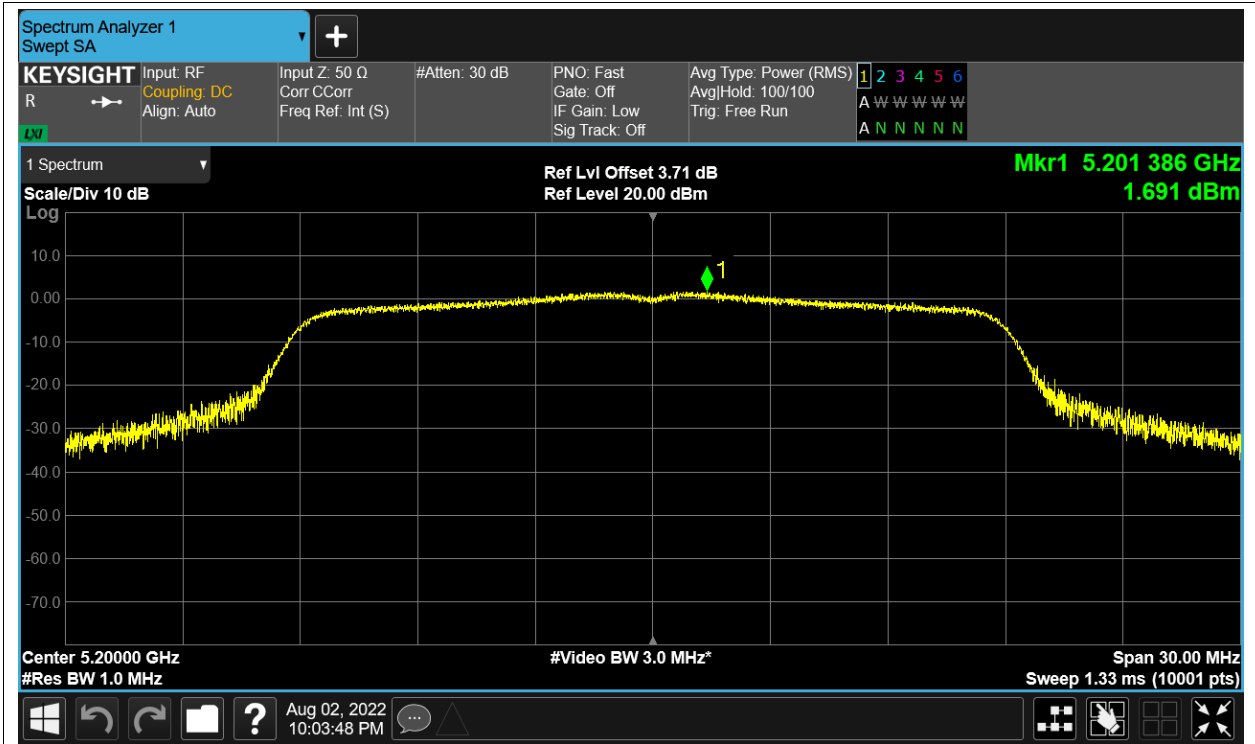 Spectrum Analyzer 1
Swept SA
+
KEYSIGHT
R
LXI
Input: RF
Coupling: DC
Align: Auto
Input Z: 50 Ω
Corr CCorr
Freq Ref: Int (S)
#Atten: 30 dB
PNO: Fast
Gate: Off
IF Gain: Low
Sig Track: Off
Avg Type: Power (RMS)
Avg|Hold: 100/100
Trig: Free Run
1 2 3 4 5 6
A W W W W W
A N N N N N
1 Spectrum
Scale/Div 10 dB
Log
Ref Lvl Offset 3.71 dB
Ref Level 20.00 dBm
Mkr1 5.201 386 GHz
1.691 dBm
1
10.0
0.00
-10.0
-20.0
-30.0
-40.0
-50.0
-60.0
-70.0
Center 5.20000 GHz
#Res BW 1.0 MHz
#Video BW 3.0 MHz*
Span 30.00 MHz
Sweep 1.33 ms (10001 pts)
?
Aug 02, 2022
10:03:48 PM